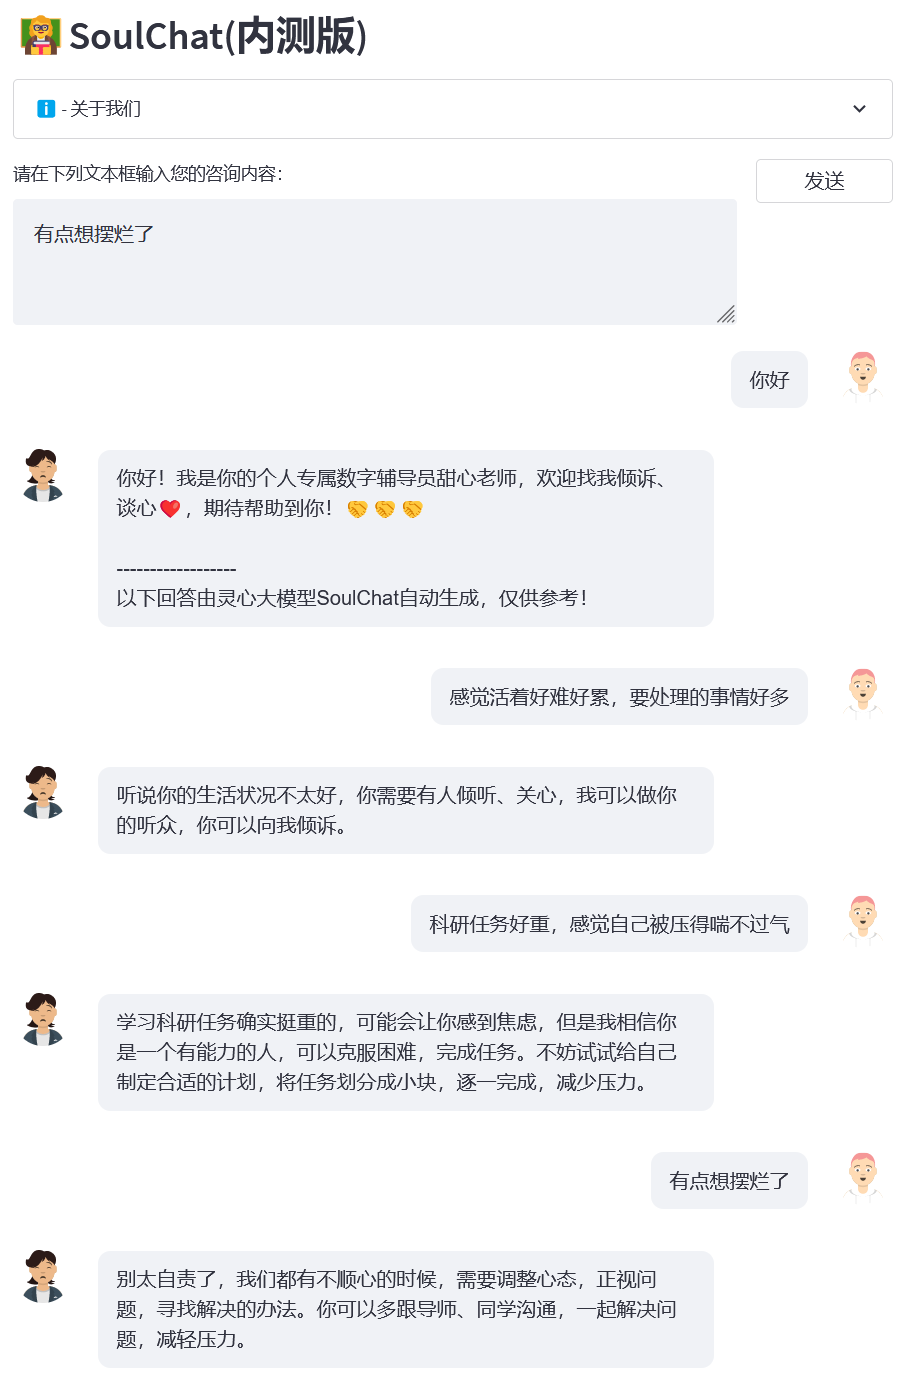 SoulChat(内测版)
i - 关于我们
请在下列文本框输入您的咨询内容：
发送
有点想摆烂了
你好
你好！我是你的个人专属数字辅导员甜心老师，欢迎找我倾诉、
谈心❤️，期待帮助到你！🤝🤝🤝
------------------
以下回答由灵心大模型SoulChat自动生成，仅供参考！
感觉活着好难好累，要处理的事情好多
听说你的生活状况不太好，你需要有人倾听、关心，我可以做你
的听众，你可以向我倾诉。
科研任务好重，感觉自己被压得喘不过气
学习科研任务确实挺重的，可能会让你感到焦虑，但是我相信你
是一个有能力的人，可以克服困难，完成任务。不妨试试给自己
制定合适的计划，将任务划分成小块，逐一完成，减少压力。
有点想摆烂了
别太自责了，我们都有不顺心的时候，需要调整心态，正视问
题，寻找解决的办法。你可以多跟导师、同学沟通，一起解决问
题，减轻压力。